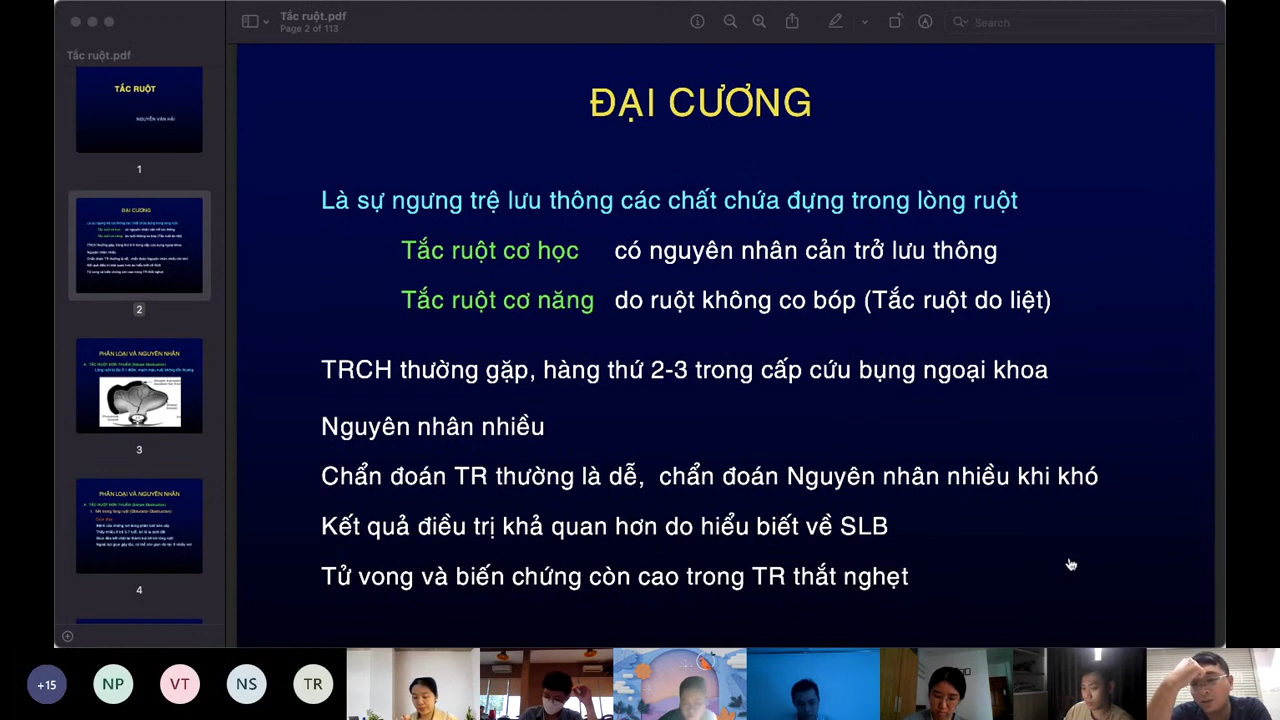 Tắc ruột.pdf
Page 2 of 113
Search
Tắc ruột.pdf
TẮC RUỘT
NGUYỄN VĂN HẢI
1
ĐẠI CƯƠNG
2
PHÂN LOẠI VÀ NGUYÊN NHÂN
3
PHÂN LOẠI VÀ NGUYÊN NHÂN
4
ĐẠI CƯƠNG
Là sự ngưng trệ lưu thông các chất chứa đựng trong lòng ruột
Tắc ruột cơ học có nguyên nhân cản trở lưu thông
Tắc ruột cơ năng do ruột không co bóp (Tắc ruột do liệt)
TRCH thường gặp, hàng thứ 2-3 trong cấp cứu bụng ngoại khoa
Nguyên nhân nhiều
Chẩn đoán TR thường là dễ, chẩn đoán Nguyên nhân nhiều khi khó
Kết quả điều trị khả quan hơn do hiểu biết về SLB
Tử vong và biến chứng còn cao trong TR thắt nghẹt
+15
NP
VT
NS
TR